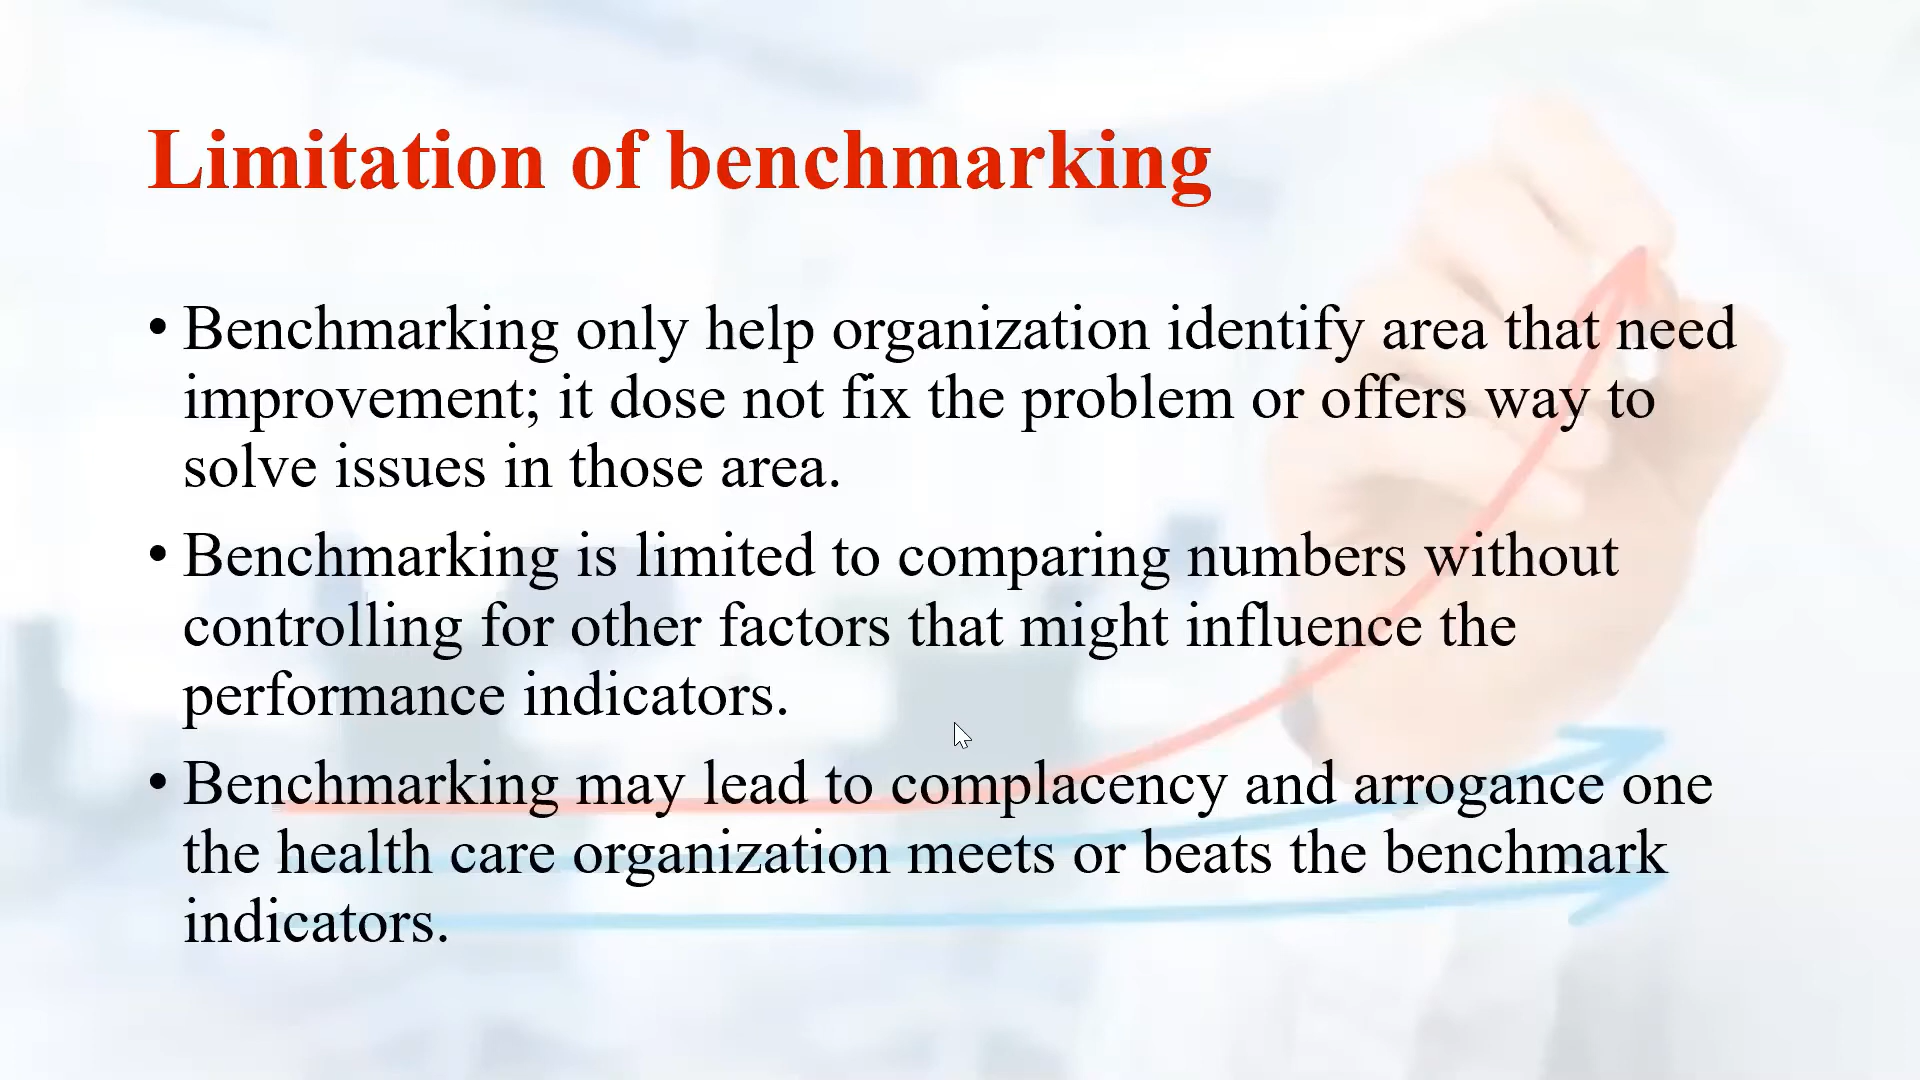 Limitation of benchmarking
• Benchmarking only help organization identify area that need
improvement; it dose not fix the problem or offers way to
solve issues in those area.
• Benchmarking is limited to comparing numbers without
controlling for other factors that might influence the
performance indicators.
• Benchmarking may lead to complacency and arrogance one
the health care organization meets or beats the benchmark
indicators.